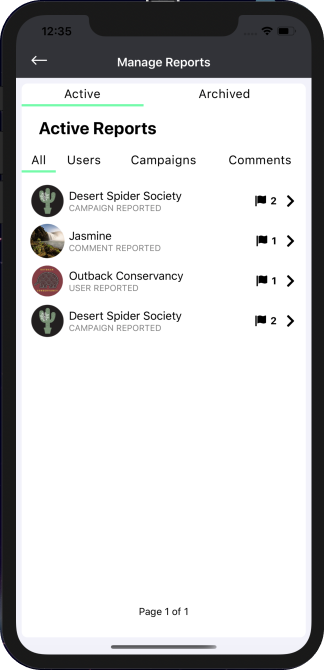 12:35
Manage Reports
Active Archived
Active Reports
All Users Campaigns Comments
Desert Spider Society
CAMPAIGN REPORTED
2
Jasmine
COMMENT REPORTED
1
Outback Conservancy
USER REPORTED
1
Desert Spider Society
CAMPAIGN REPORTED
2
Page 1 of 1